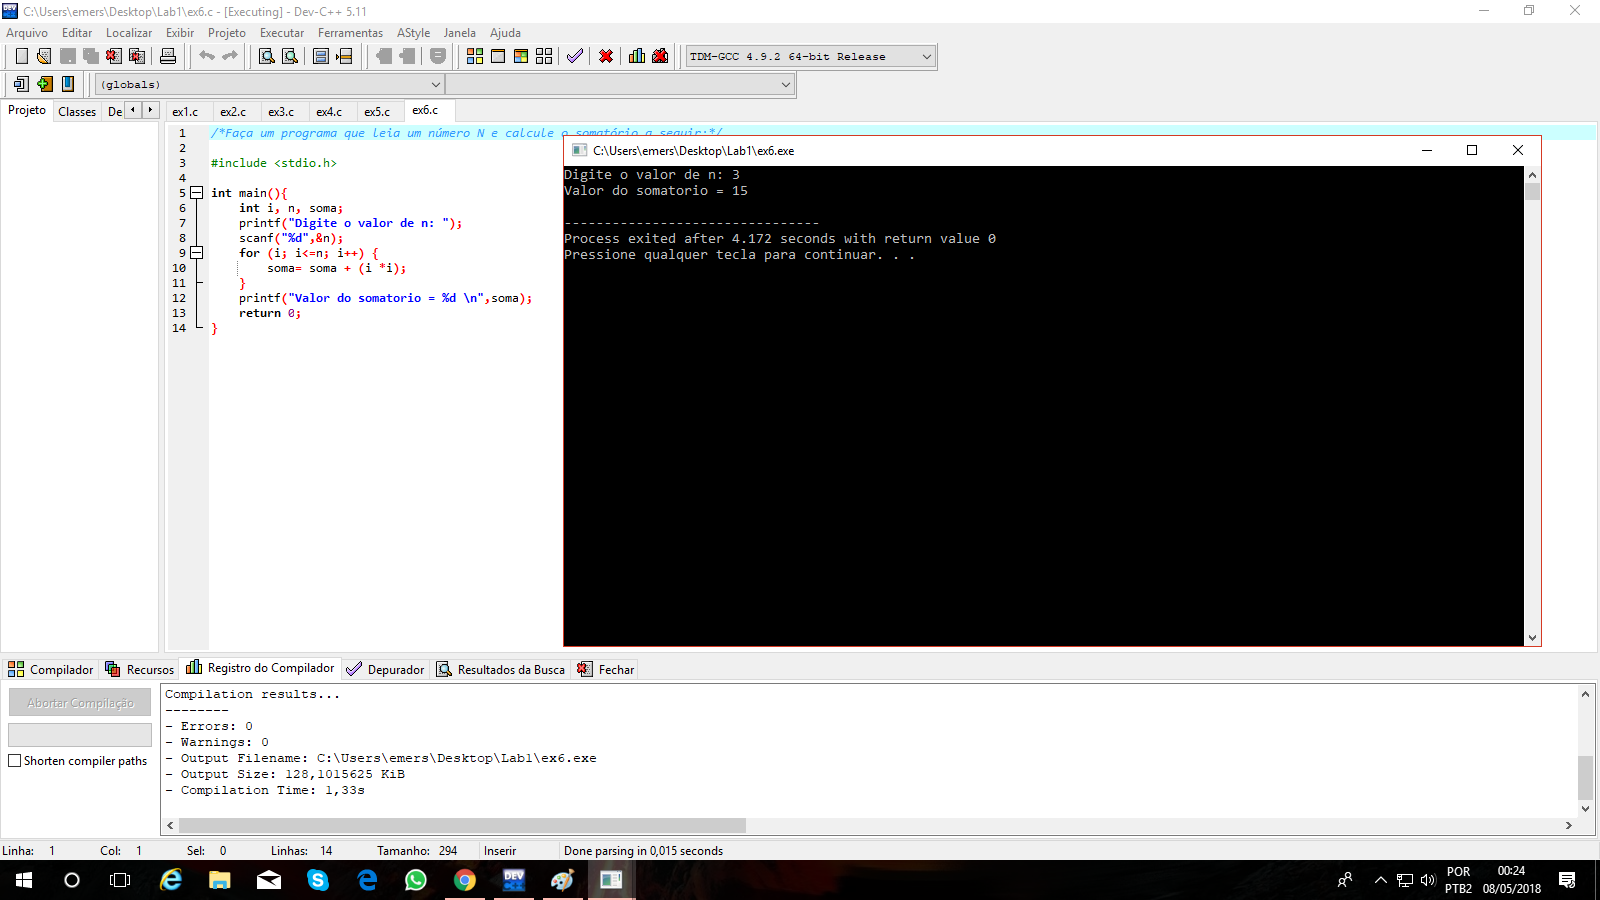 C:\Users\emers\Desktop\Lab1\ex6.c - [Executing] - Dev-C++ 5.11
Arquivo Editar Localizar Exibir Projeto Executar Ferramentas AStyle Janela Ajuda
TDM-GCC 4.9.2 64-bit Release
(globals)
Projeto Classes De ex1.c ex2.c ex3.c ex4.c ex5.c ex6.c
1 /*Faça um programa que leia um número N e calcule o somatório a seguir:*/
2
3 #include <stdio.h>
4
5 int main(){
6 int i, n, soma;
7 printf("Digite o valor de n: ");
8 scanf("%d",&n);
9 for (i; i<=n; i++) {
10 soma= soma + (i *i);
11 }
12 printf("Valor do somatorio = %d \n",soma);
13 return 0;
14 }
C:\Users\emers\Desktop\Lab1\ex6.exe
Digite o valor de n: 3
Valor do somatorio = 15
--------------------------------
Process exited after 4.172 seconds with return value 0
Pressione qualquer tecla para continuar. . .
Compilador Recursos Registro do Compilador Depurador Resultados da Busca Fechar
Abortar Compilação
Shorten compiler paths
Compilation results...
--------
- Errors: 0
- Warnings: 0
- Output Filename: C:\Users\emers\Desktop\Lab1\ex6.exe
- Output Size: 128,1015625 KiB
- Compilation Time: 1,33s
Linha: 1 Col: 1 Sel: 0 Linhas: 14 Tamanho: 294 Inserir Done parsing in 0,015 seconds
DEV
POR
PTB2
00:24
08/05/2018